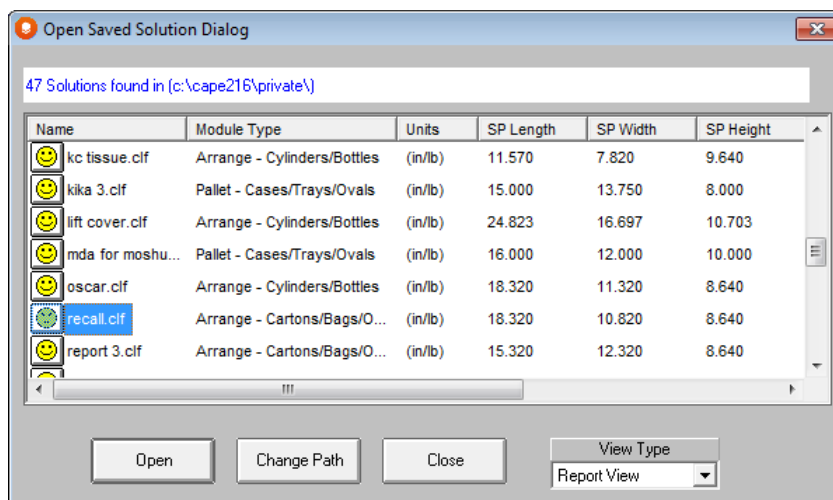 Open Saved Solution Dialog
47 Solutions found in (c:\cape216\private\)
Name Module Type Units SP Length SP Width SP Height
kc tissue.clf Arrange - Cylinders/Bottles (in/lb) 11.570 7.820 9.640
kika 3.clf Pallet - Cases/Trays/Ovals (in/lb) 15.000 13.750 8.000
lift cover.clf Arrange - Cylinders/Bottles (in/lb) 24.823 16.697 10.703
mda for moshu... Pallet - Cases/Trays/Ovals (in/lb) 16.000 12.000 10.000
oscar.clf Arrange - Cylinders/Bottles (in/lb) 18.320 11.320 8.640
recall.clf Arrange - Cartons/Bags/O... (in/lb) 18.320 10.820 8.640
report 3.clf Arrange - Cartons/Bags/O... (in/lb) 15.320 12.320 8.640
Open Change Path Close View Type
Report View